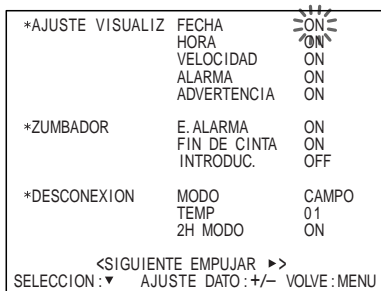 *AJUSTE VISUALIZ FECHA ON
HORA ON
VELOCIDAD ON
ALARMA ON
ADVERTENCIA ON
*ZUMBADOR E.ALARMA ON
FIN DE CINTA ON
INTRODUC. OFF
*DESCONEXION MODO CAMPO
TEMP 01
2H MODO ON
<SIGUIENTE EMPUJAR ►>
SELECCION:▼ AJUSTE DATO:+/– VOLVE:MENU